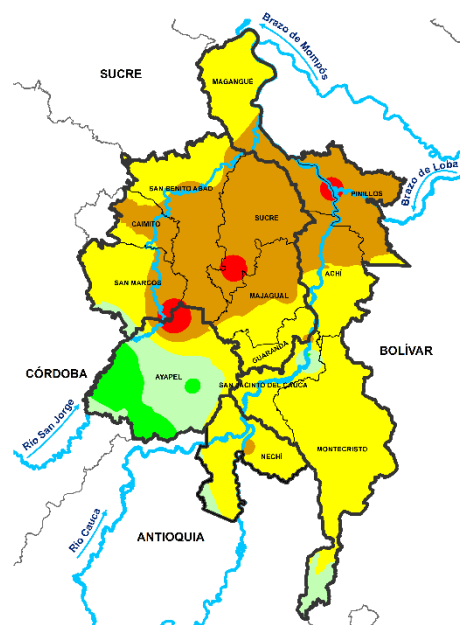 Brazo de Mompós
SUCRE
MAGANGUÉ
Brazo de Loba
SAN BENITO ABAD
PINILLOS
CAIMITO
SUCRE
ACHÍ
SAN MARCOS
MAJAGUAL
GUARANDA
BOLÍVAR
CÓRDOBA
AYAPEL
SAN JACINTO DEL CAUCA
Río San Jorge
MONTECRISTO
NECHÍ
Río Cauca
ANTIOQUIA